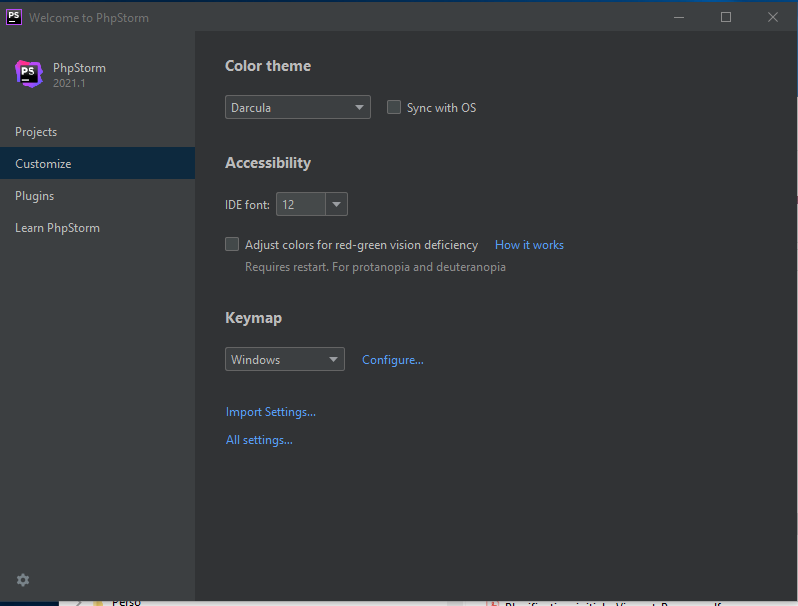 PS Welcome to PhpStorm
PS PhpStorm
2021.1
Projects
Customize
Plugins
Learn PhpStorm
Color theme
Darcula
Sync with OS
Accessibility
IDE font: 12
Adjust colors for red-green vision deficiency How it works
Requires restart. For protanopia and deuteranopia
Keymap
Windows
Configure...
Import Settings...
All settings...
Perso